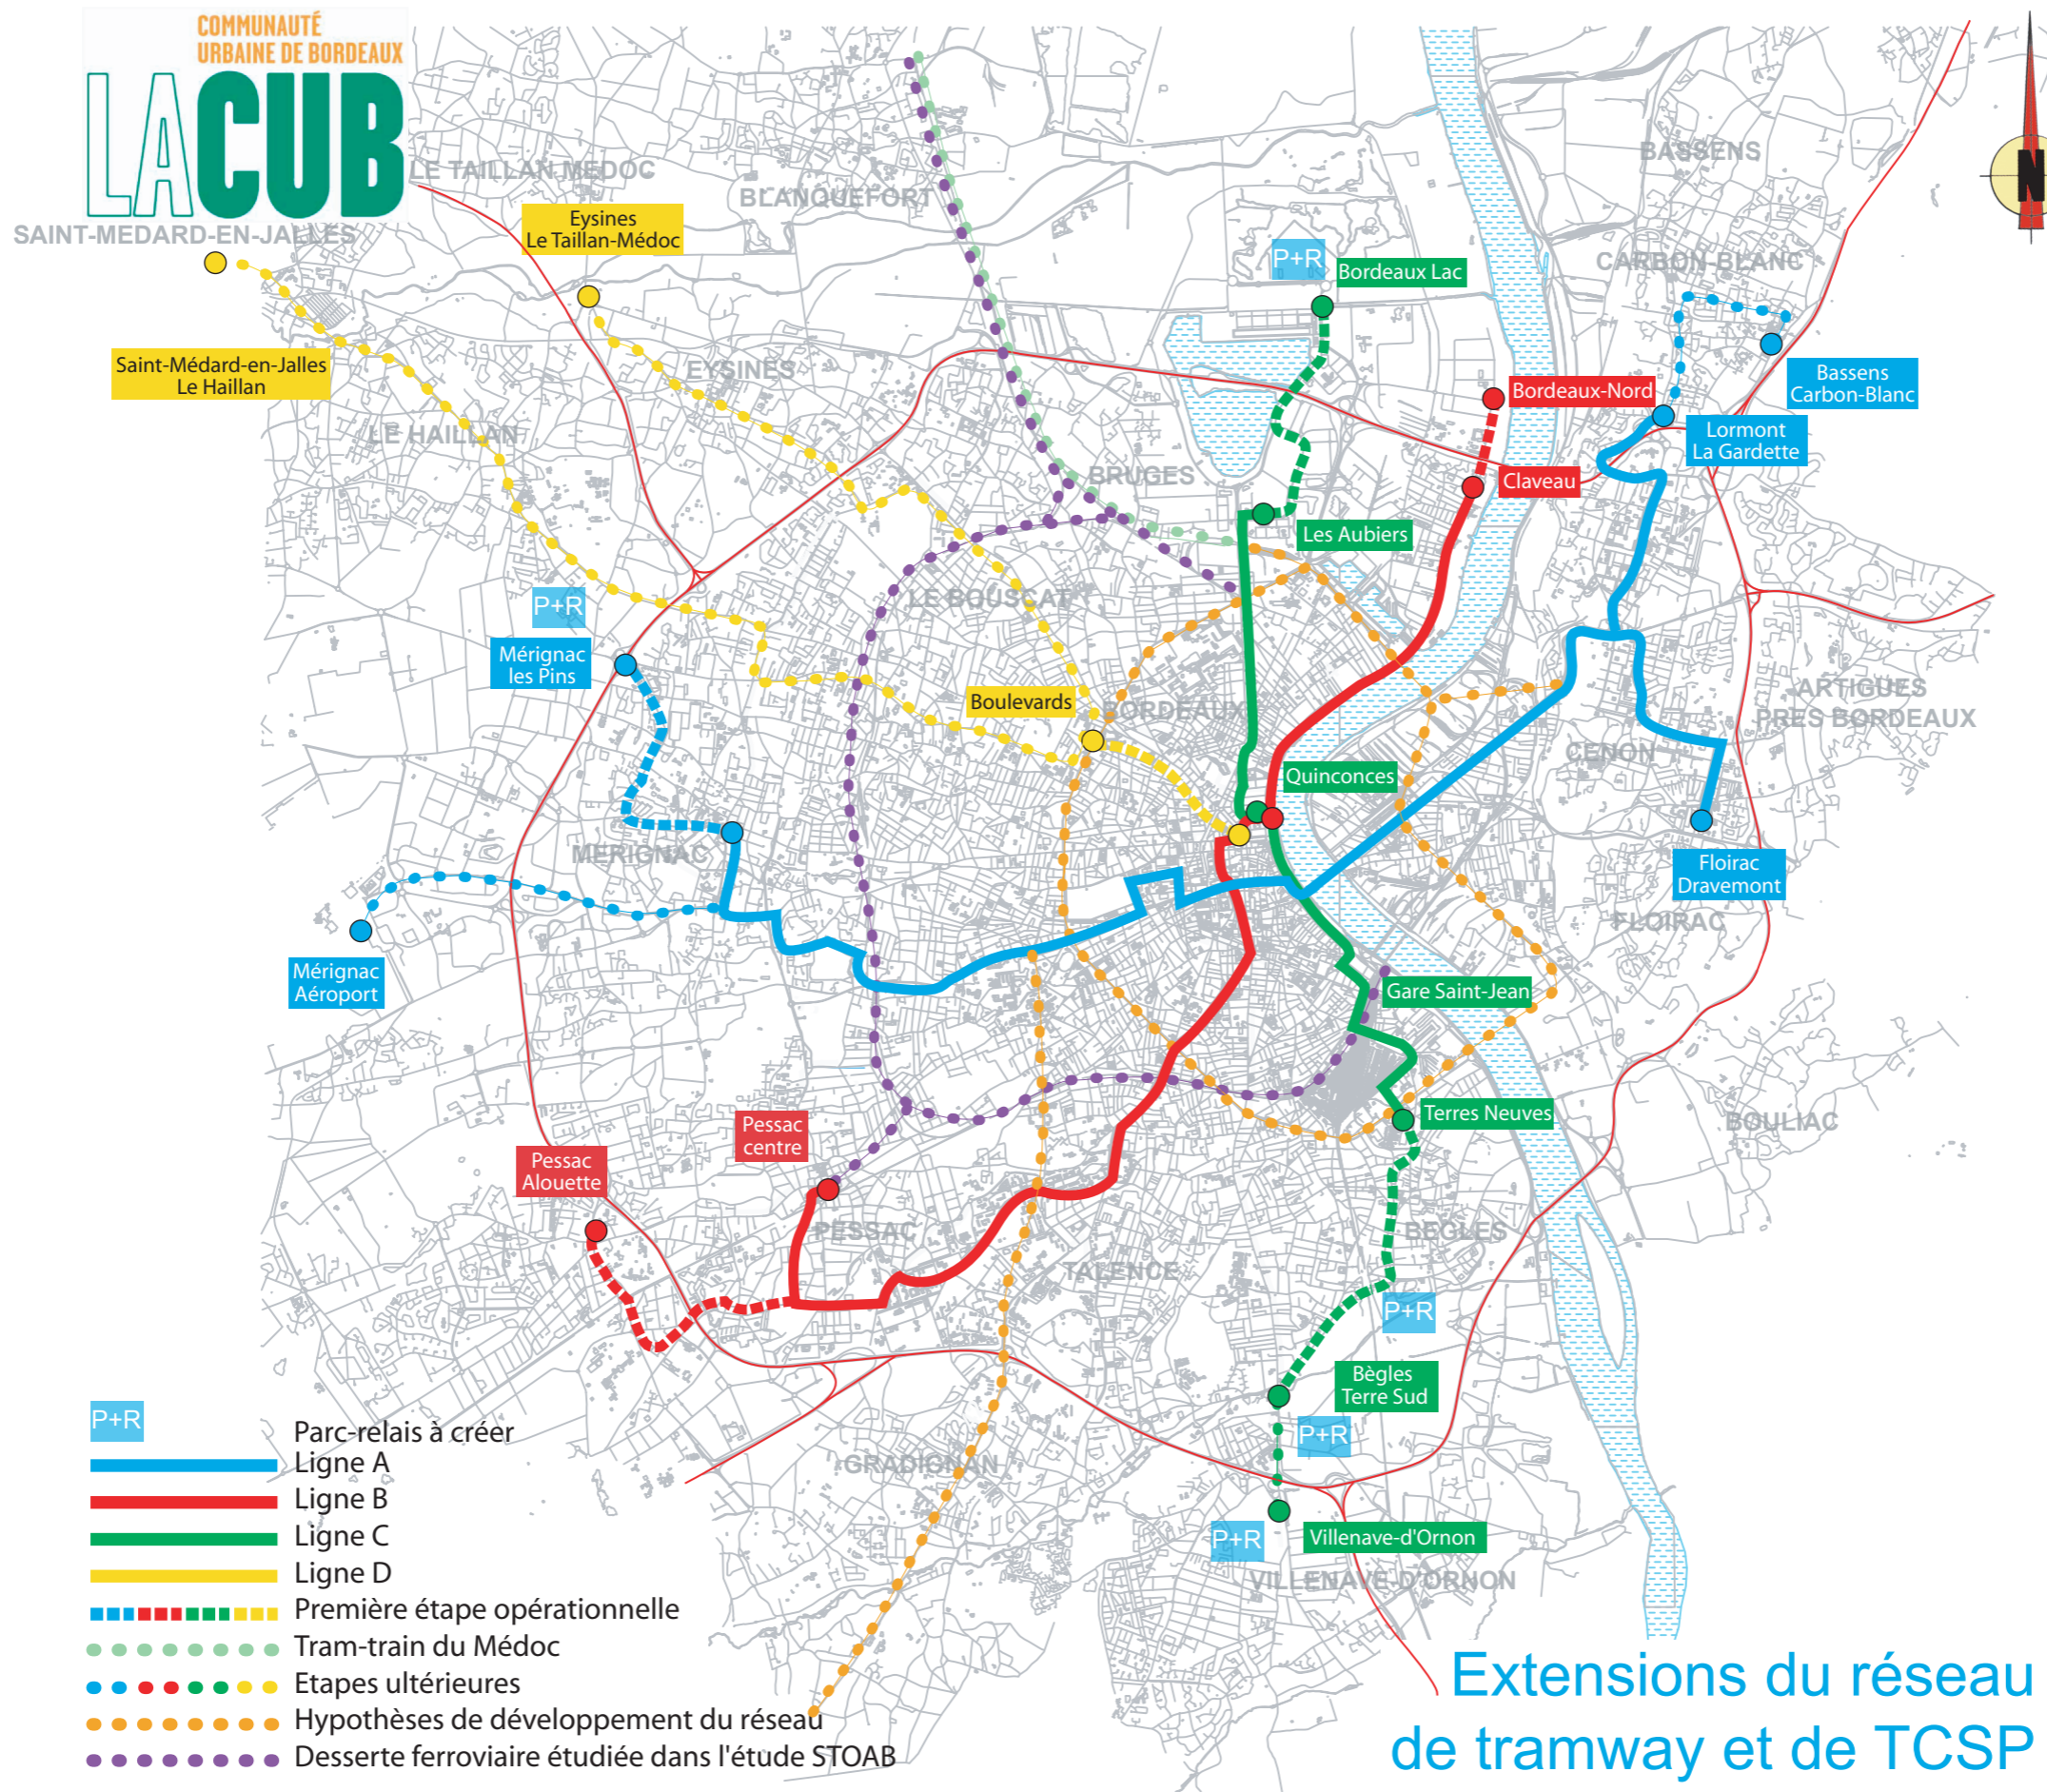 COMMUNAUTÉ
URBAINE DE BORDEAUX
LACUB
LE TAILLAN MEDOC
BLANQUEFORT
BASSENS
N
SAINT-MEDARD-EN-JALLES
Eysines
Le Taillan-Médoc
P+R
Bordeaux Lac
CARBON-BLANC
Saint-Médard-en-Jalles
Le Haillan
EYSINES
Bordeaux-Nord
Bassens
Carbon-Blanc
LE HAILLAN
Lormont
La Gardette
BRUGES
Claveau
Les Aubiers
P+R
LE BOUSCAT
Mérignac
les Pins
Boulevards
BORDEAUX
ARTIGUES
PRES BORDEAUX
CENON
Quinconces
MERIGNAC
Floirac
Dravemont
FLOIRAC
Mérignac
Aéroport
Gare Saint-Jean
Terres Neuves
BOULIAC
Pessac
centre
Pessac
Alouette
PESSAC
BEGLES
TALENCE
P+R
Bègles
Terre Sud
P+R
GRADIGNAN
P+R
Villenave-d'Ornon
VILLENAVE-D'ORNON
P+R
Parc-relais à créer
Ligne A
Ligne B
Ligne C
Ligne D
Première étape opérationnelle
Tram-train du Médoc
Etapes ultérieures
Hypothèses de développement du réseau
Desserte ferroviaire étudiée dans l'étude STOAB
Extensions du réseau
de tramway et de TCSP